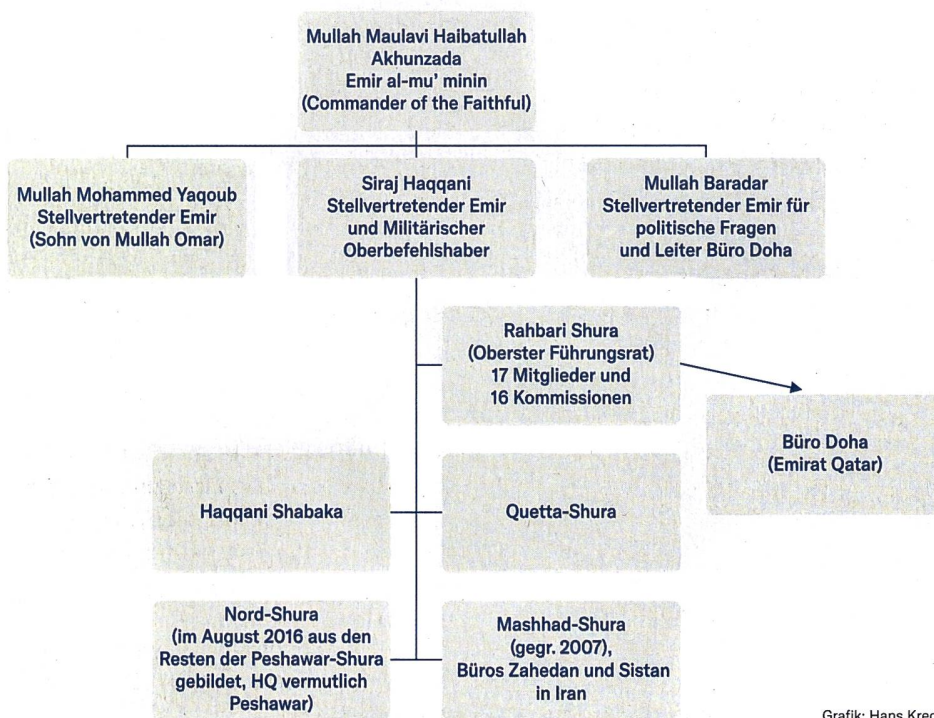 Mullah Maulavi Haibatullah
Akhunzada
Emir al-mu' minin
(Commander of the Faithful)
Mullah Mohammed Yaqoub
Stellvertretender Emir
(Sohn von Mullah Omar)
Siraj Haqqani
Stellvertretender Emir
und Militärischer
Oberbefehlshaber
Mullah Baradar
Stellvertretender Emir für
politische Fragen
und Leiter Büro Doha
Rahbari Shura
(Oberster Führungsrat)
17 Mitglieder und
16 Kommissionen
Büro Doha
(Emirat Qatar)
Haqqani Shabaka
Quetta-Shura
Nord-Shura
(im August 2016 aus den
Resten der Peshawar-Shura
gebildet, HQ vermutlich
Peshawar)
Mashhad-Shura
(gegr. 2007),
Büros Zahedan und Sistan
in Iran
Grafik: Hans